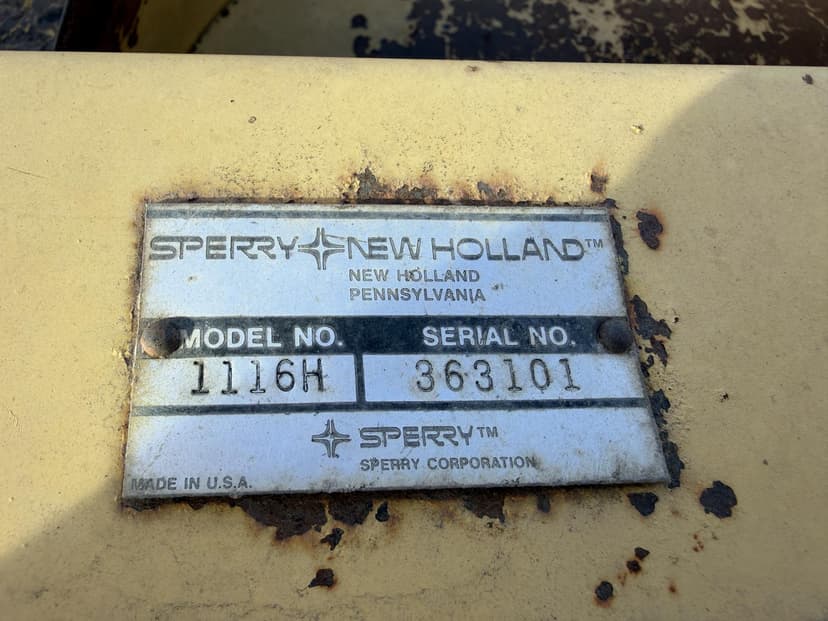 SPERRY NEW HOLLAND™
NEW HOLLAND
PENNSYLVANIA
MODEL NO. SERIAL NO.
1116H 363101
SPERRY™
SPERRY CORPORATION
MADE IN U.S.A.